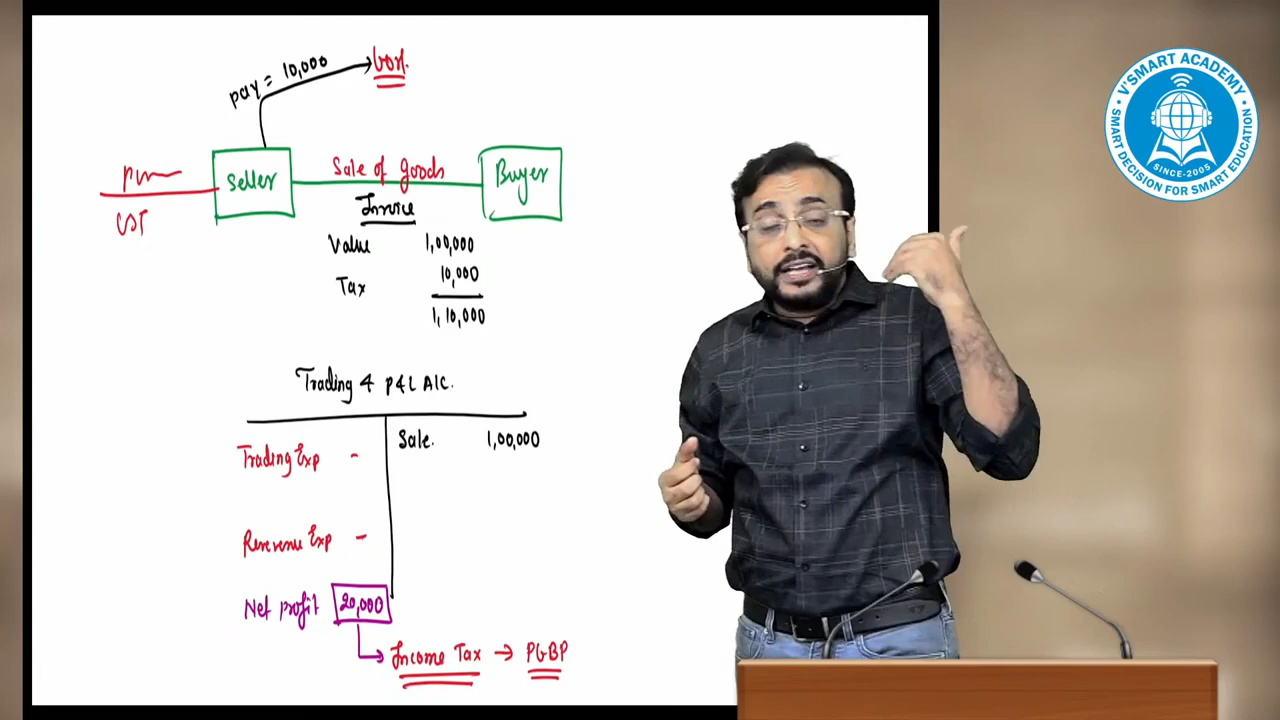 pay = 10,000 → Govt.
Seller
Sale of goods
Buyer
Invoice
Value 1,00,000
Tax 10,000
1,10,000
Trading & P&L A/C.
Sale. 1,00,000
Trading Exp -
Revenue Exp -
Net profit 20,000
Income Tax → PGBP
V'SMART ACADEMY
SINCE-2005
SMART DECISION FOR SMART EDUCATION